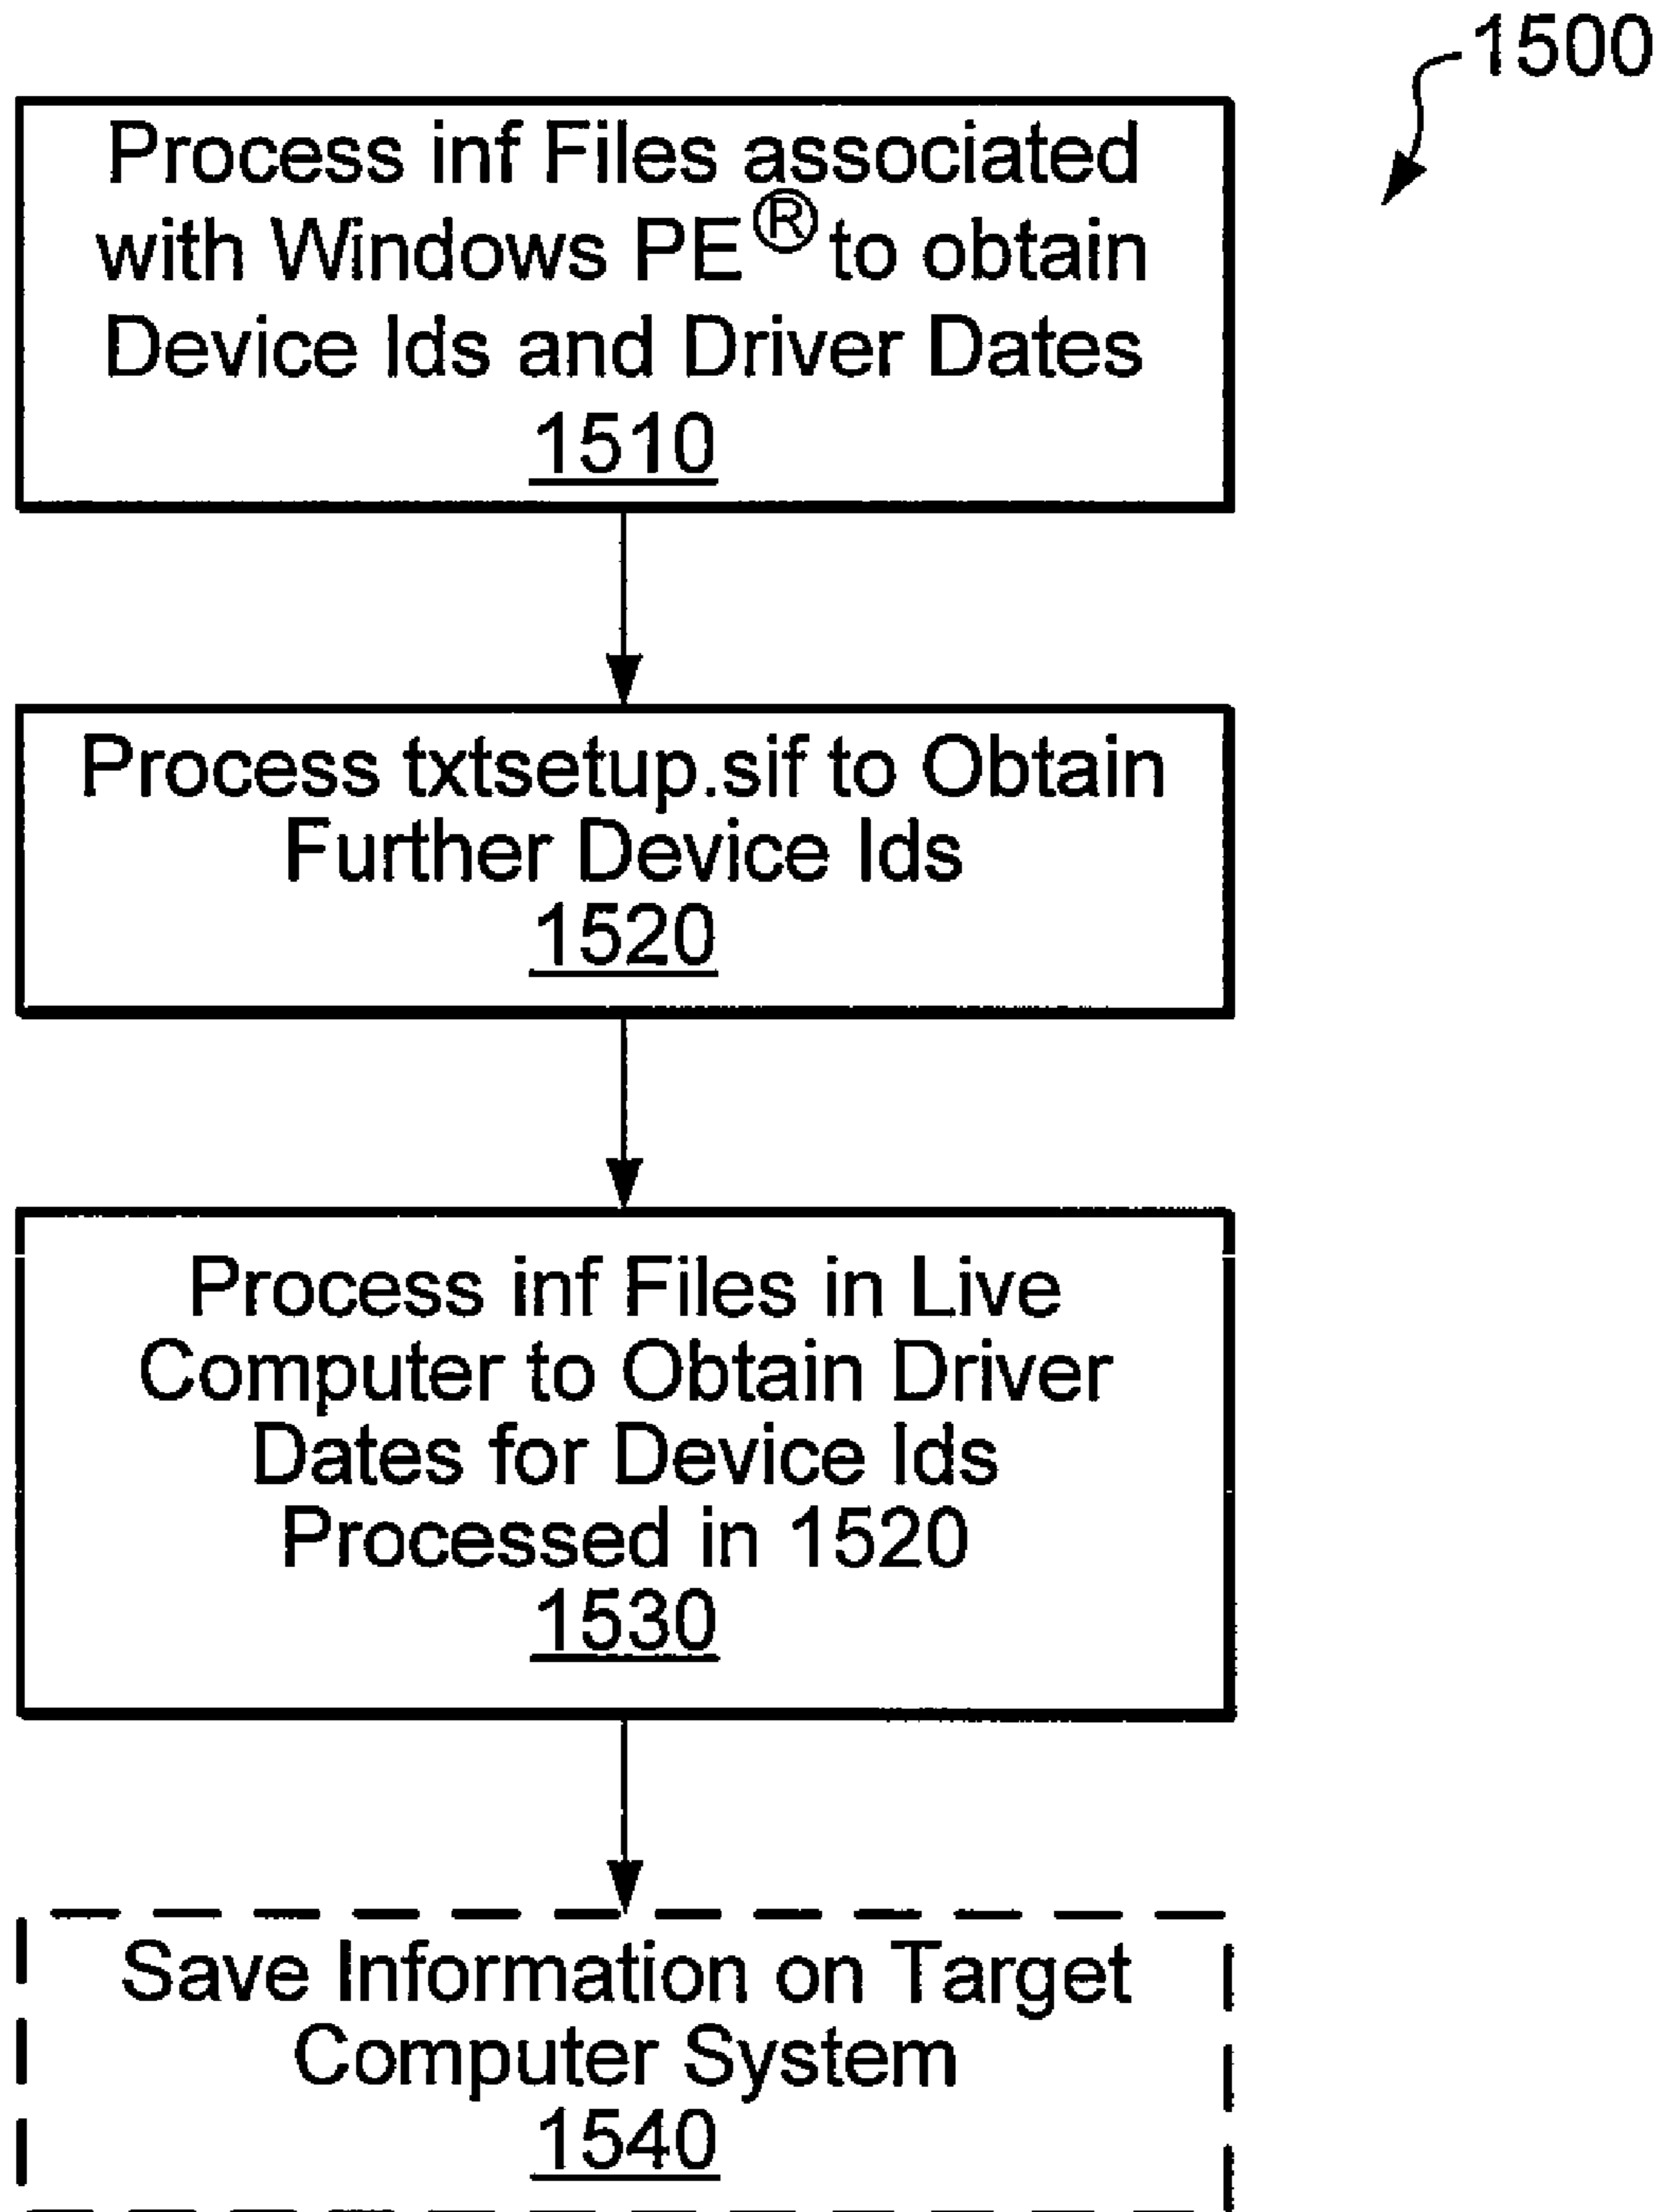 1500
Process inf Files associated
with Windows PE® to obtain
Device Ids and Driver Dates
1510
Process txtsetup.sif to Obtain
Further Device Ids
1520
Process inf Files in Live
Computer to Obtain Driver
Dates for Device Ids
Processed in 1520
1530
Save Information on Target
Computer System
1540